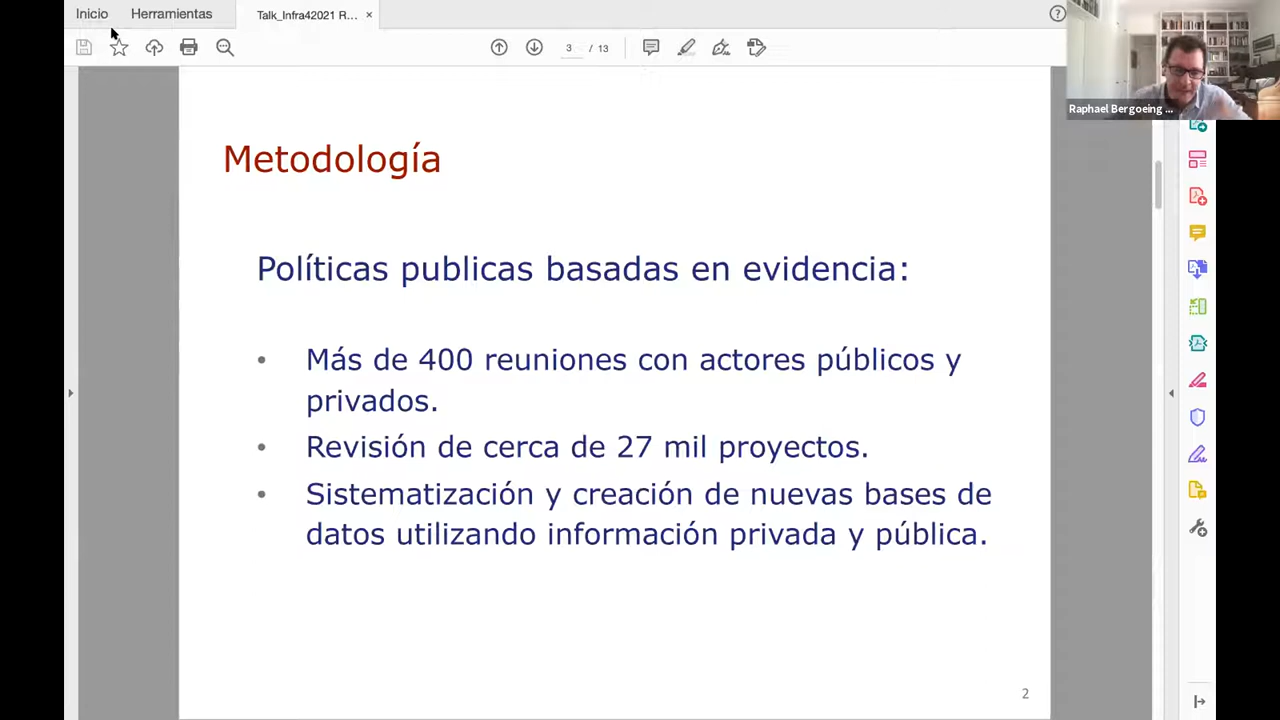 Inicio
Herramientas
Talk_Infra42021 R... ×
3 / 13
Raphael Bergoeing ...
Metodología
Políticas publicas basadas en evidencia:
• Más de 400 reuniones con actores públicos y
privados.
• Revisión de cerca de 27 mil proyectos.
• Sistematización y creación de nuevas bases de
datos utilizando información privada y pública.
2